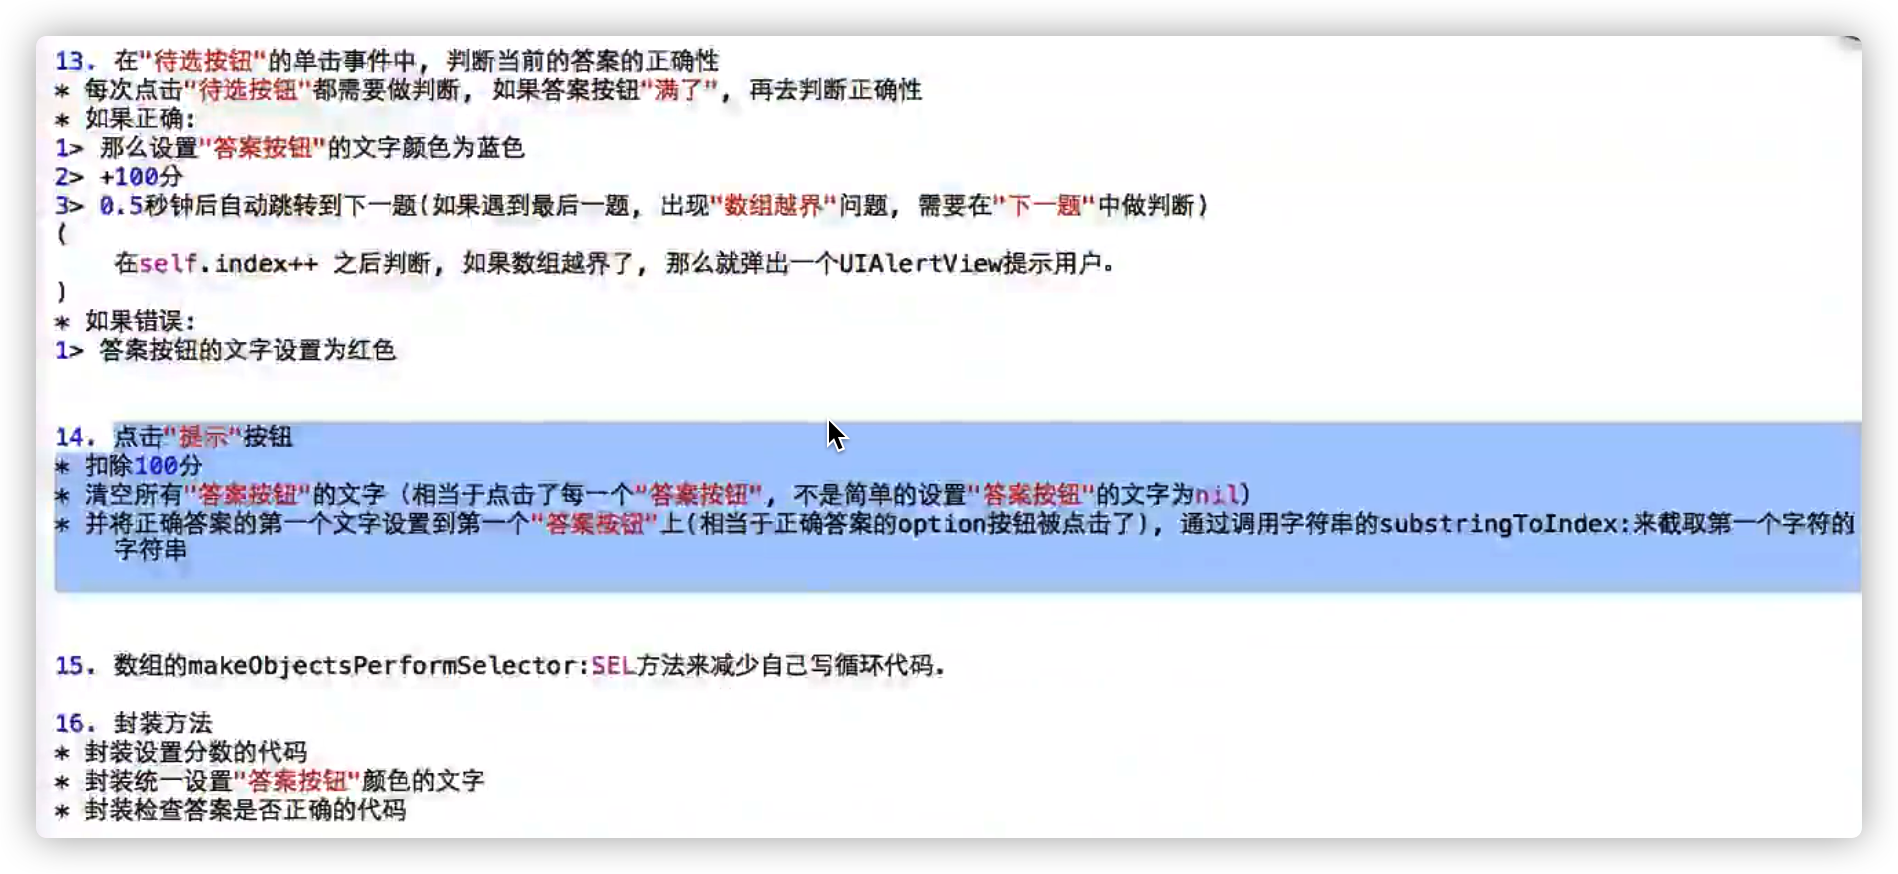 13. 在"待选按钮"的单击事件中, 判断当前的答案的正确性
* 每次点击"待选按钮"都需要做判断, 如果答案按钮"满了", 再去判断正确性
* 如果正确:
1> 那么设置"答案按钮"的文字颜色为蓝色
2> +100分
3> 0.5秒钟后自动跳转到下一题(如果遇到最后一题, 出现"数组越界"问题, 需要在"下一题"中做判断)
(
在self.index++ 之后判断, 如果数组越界了, 那么就弹出一个UIAlertView提示用户。
)
* 如果错误:
1> 答案按钮的文字设置为红色
14. 点击"提示"按钮
* 扣除100分
* 清空所有"答案按钮"的文字 (相当于点击了每一个"答案按钮", 不是简单的设置"答案按钮"的文字为nil)
* 并将正确答案的第一个文字设置到第一个"答案按钮"上(相当于正确答案的option按钮被点击了), 通过调用字符串的substringToIndex:来截取第一个字符的
字符串
15. 数组的makeObjectsPerformSelector:SEL方法来减少自己写循环代码.
16. 封装方法
* 封装设置分数的代码
* 封装统一设置"答案按钮"颜色的文字
* 封装检查答案是否正确的代码